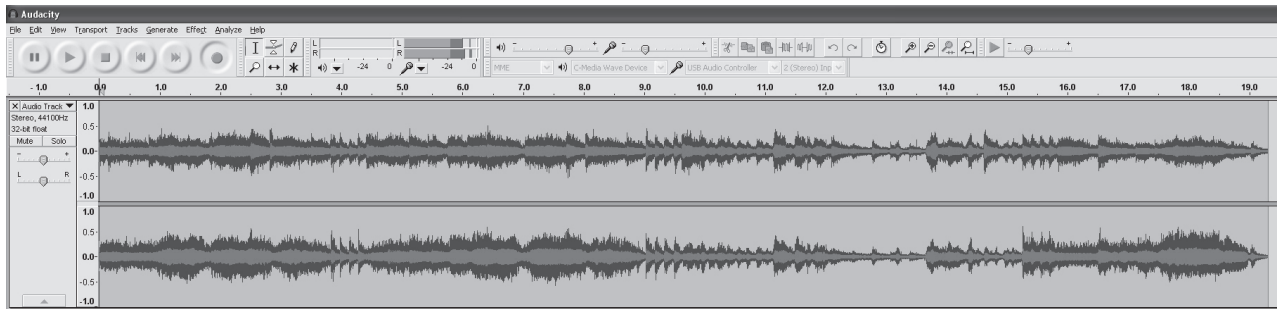 Audacity
File Edit View Transport Tracks Generate Effect Analyze Help
L R
L R
-24 0
-24 0
MME C-Media Wave Device USB Audio Controller 2 (Stereo) Inp
- 1.0 0.0 1.0 2.0 3.0 4.0 5.0 6.0 7.0 8.0 9.0 10.0 11.0 12.0 13.0 14.0 15.0 16.0 17.0 18.0 19.0
X Audio Track 1.0
Stereo, 44100Hz
32-bit float
0.5-
Mute Solo
- +
0.0-
L R
-0.5-
-1.0
1.0
0.5-
0.0-
-0.5-
-1.0